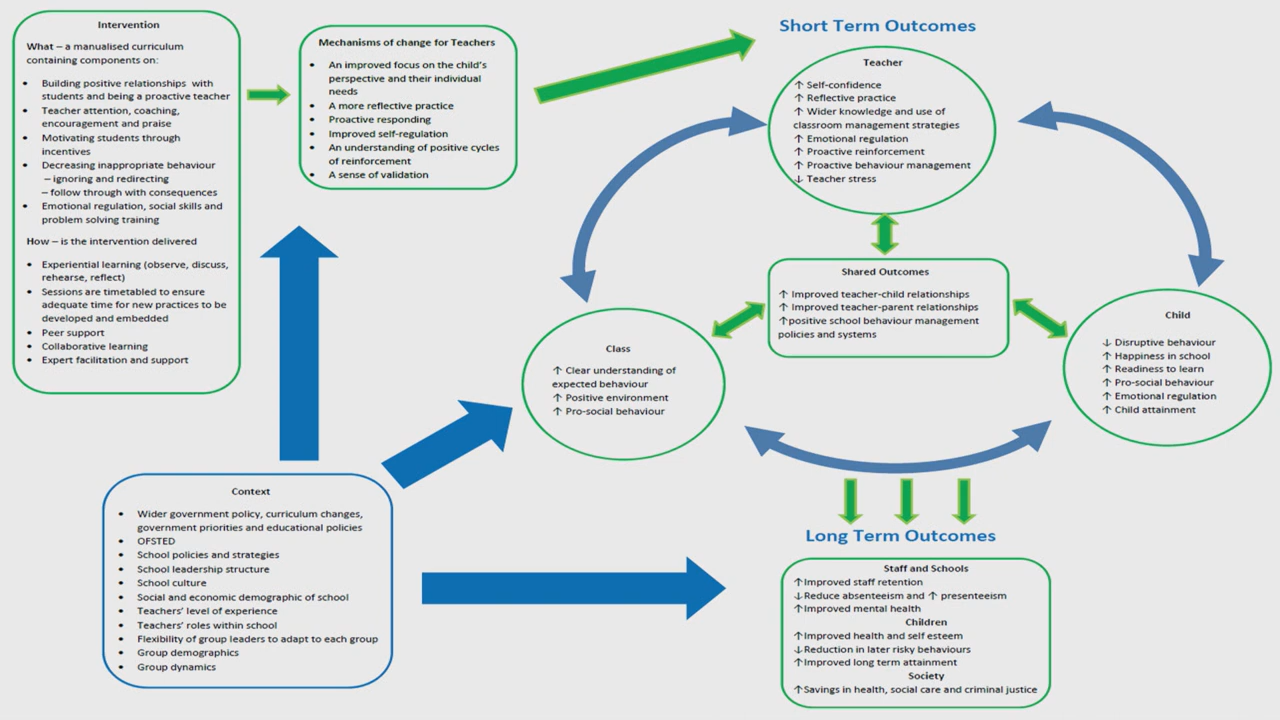 Intervention
What – a manualised curriculum
containing components on:
• Building positive relationships with
students and being a proactive teacher
• Teacher attention, coaching,
encouragement and praise
• Motivating students through
incentives
• Decreasing inappropriate behaviour
– ignoring and redirecting
– follow through with consequences
• Emotional regulation, social skills and
problem solving training
How – is the intervention delivered
• Experiential learning (observe, discuss,
rehearse, reflect)
• Sessions are timetabled to ensure
adequate time for new practices to be
developed and embedded
• Peer support
• Collaborative learning
• Expert facilitation and support
Mechanisms of change for Teachers
• An improved focus on the child's
perspective and their individual
needs
• A more reflective practice
• Proactive responding
• Improved self-regulation
• An understanding of positive cycles
of reinforcement
• A sense of validation
Short Term Outcomes
Teacher
↑ Self-confidence
↑ Reflective practice
↑ Wider knowledge and use of
classroom management strategies
↑ Emotional regulation
↑ Proactive reinforcement
↑ Proactive behaviour management
↓ Teacher stress
Shared Outcomes
↑ Improved teacher-child relationships
↑ Improved teacher-parent relationships
↑positive school behaviour management
policies and systems
Class
↑ Clear understanding of
expected behaviour
↑ Positive environment
↑ Pro-social behaviour
Child
↓ Disruptive behaviour
↑ Happiness in school
↑ Readiness to learn
↑ Pro-social behaviour
↑ Emotional regulation
↑ Child attainment
Context
• Wider government policy, curriculum changes,
government priorities and educational policies
• OFSTED
• School policies and strategies
• School leadership structure
• School culture
• Social and economic demographic of school
• Teachers' level of experience
• Teachers' roles within school
• Flexibility of group leaders to adapt to each group
• Group demographics
• Group dynamics
Long Term Outcomes
Staff and Schools
↑Improved staff retention
↓Reduce absenteeism and ↑ presenteeism
↑Improved mental health
Children
↑Improved health and self esteem
↓Reduction in later risky behaviours
↑Improved long term attainment
Society
↑Savings in health, social care and criminal justice